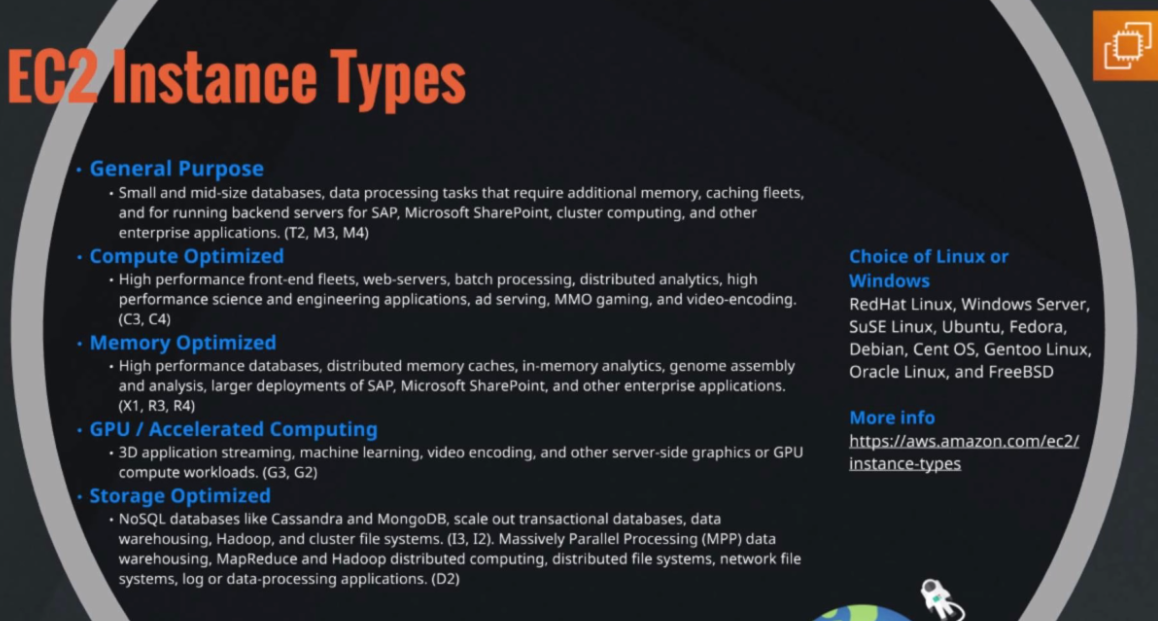 EC2 Instance Types
• General Purpose
• Small and mid-size databases, data processing tasks that require additional memory, caching fleets,
and for running backend servers for SAP, Microsoft SharePoint, cluster computing, and other
enterprise applications. (T2, M3, M4)
• Compute Optimized
• High performance front-end fleets, web-servers, batch processing, distributed analytics, high
performance science and engineering applications, ad serving, MMO gaming, and video-encoding.
(C3, C4)
• Memory Optimized
• High performance databases, distributed memory caches, in-memory analytics, genome assembly
and analysis, larger deployments of SAP, Microsoft SharePoint, and other enterprise applications.
(X1, R3, R4)
• GPU / Accelerated Computing
• 3D application streaming, machine learning, video encoding, and other server-side graphics or GPU
compute workloads. (G3, G2)
• Storage Optimized
• NoSQL databases like Cassandra and MongoDB, scale out transactional databases, data
warehousing, Hadoop, and cluster file systems. (I3, I2). Massively Parallel Processing (MPP) data
warehousing, MapReduce and Hadoop distributed computing, distributed file systems, network file
systems, log or data-processing applications. (D2)
Choice of Linux or
Windows
RedHat Linux, Windows Server,
SuSE Linux, Ubuntu, Fedora,
Debian, Cent OS, Gentoo Linux,
Oracle Linux, and FreeBSD
More info
https://aws.amazon.com/ec2/
instance-types